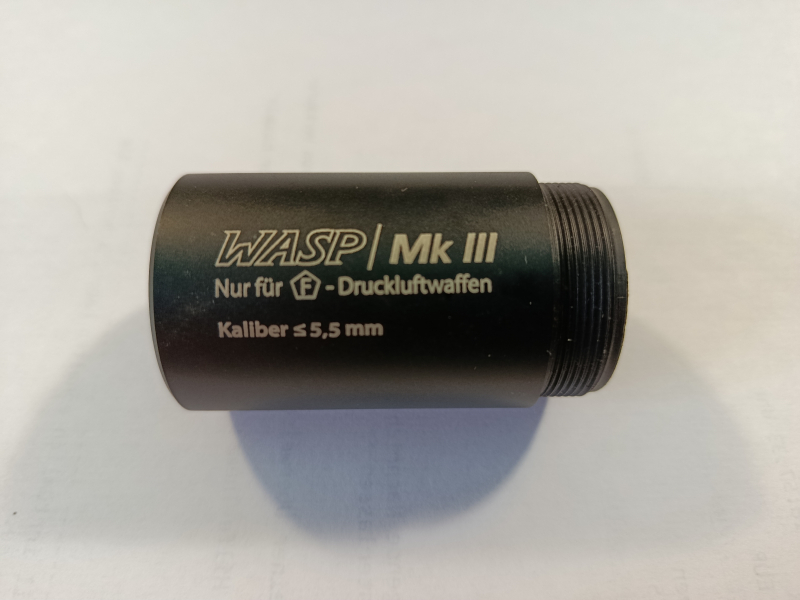 WASP | Mk III
Nur für F - Druckluftwaffen
Kaliber ≤ 5,5 mm